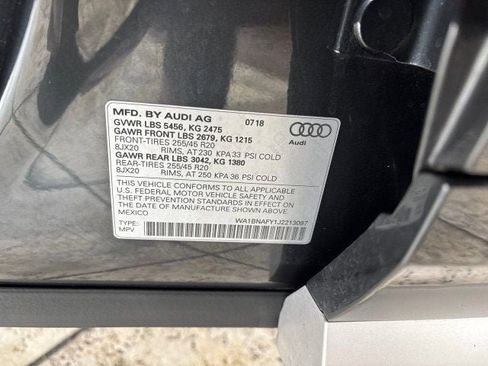 MFD. BY AUDI AG 07/18
GVWR LBS 5456, KG 2475
GAWR FRONT LBS 2679, KG 1215
FRONT-TIRES 255/45 R20
8JX20 RIMS, AT 230 KPA 33 PSI COLD
GAWR REAR LBS 3042, KG 1380
REAR-TIRES 255/45 R20
8JX20 RIMS, AT 250 KPA 36 PSI COLD
Audi
THIS VEHICLE CONFORMS TO ALL APPLICABLE
U.S. FEDERAL MOTOR VEHICLE SAFETY AND
THEFT PREVENTION STANDARDS IN EFFECT ON
THE DATE OF MANUFACTURE SHOWN ABOVE
MEXICO
TYPE: WA1BNAFY1J2213097
MPV